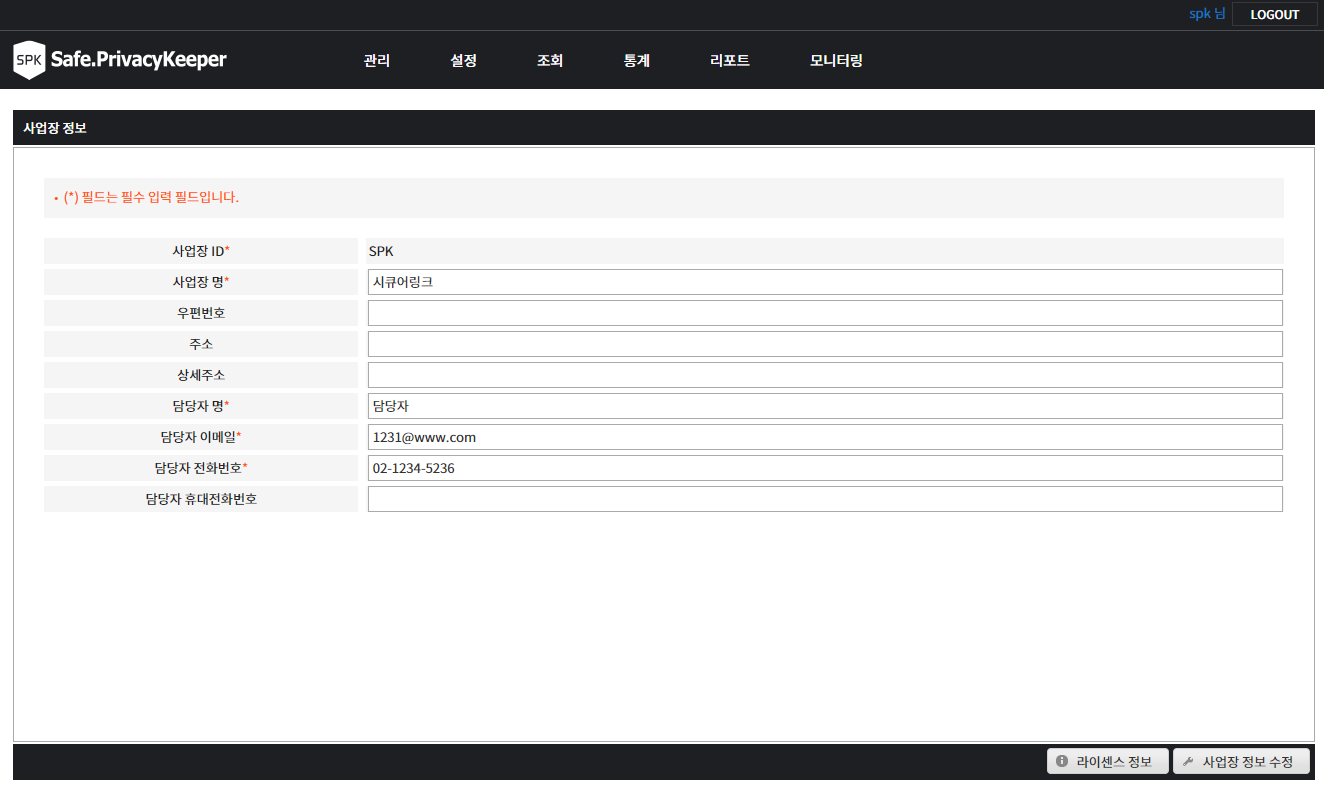 spk 님 LOGOUT
SPK Safe.PrivacyKeeper 관리 설정 조회 통계 리포트 모니터링
사업장 정보
• (*) 필드는 필수 입력 필드입니다.
사업장 ID* SPK
사업장 명* 시큐어링크
우편번호
주소
상세주소
담당자 명* 담당자
담당자 이메일* 1231@www.com
담당자 전화번호* 02-1234-5236
담당자 휴대전화번호
라이센스 정보 사업장 정보 수정